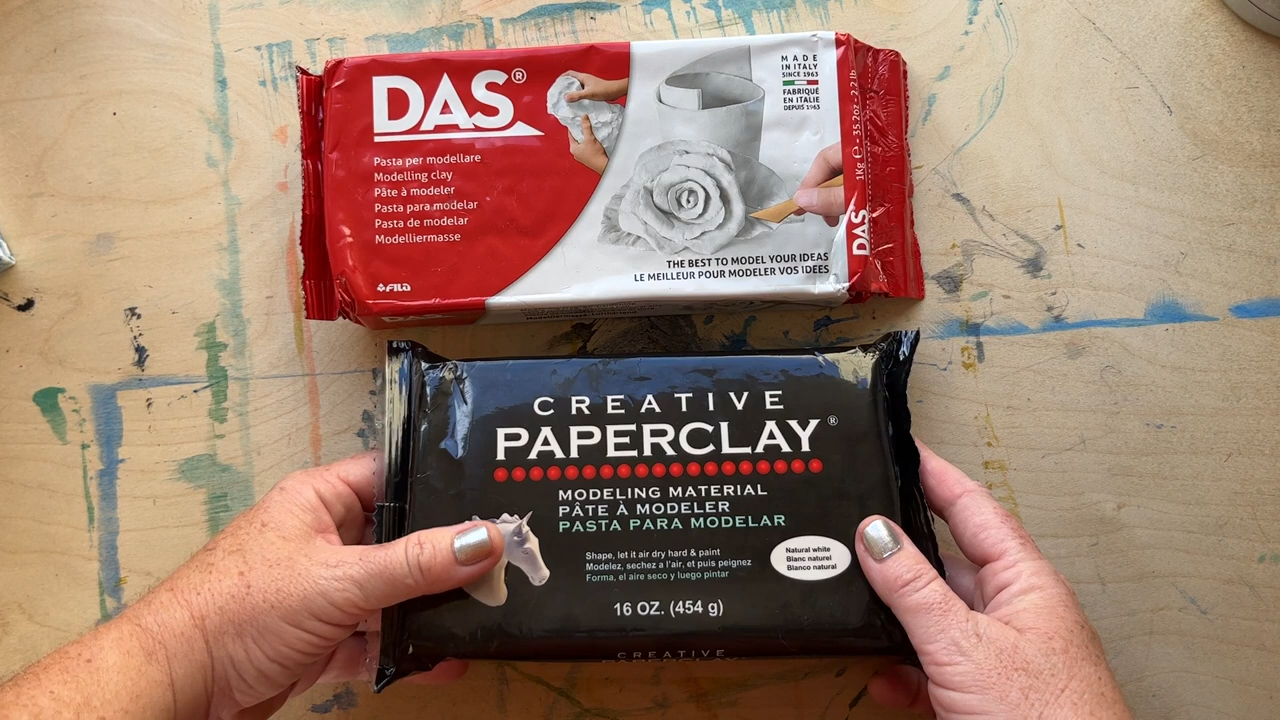 DAS®
Pasta per modellare
Modelling clay
Pâte à modeler
Pasta para modelar
Pasta de modelar
Modelliermasse
FILA
MADE
IN ITALY
SINCE 1963
FABRIQUÉ
EN ITALIE
DEPUIS 1963
THE BEST TO MODEL YOUR IDEAS
LE MEILLEUR POUR MODELER VOS IDÉES
1Kg e - 35.2oz - 2.2 lb
DAS
CREATIVE
PAPERCLAY®
MODELING MATERIAL
PÂTE À MODELER
PASTA PARA MODELAR
Shape, let it air dry hard & paint
Modelez, sechez a l'air, et puis peignez
Forma, el aire seco y luego pintar
Natural white
Blanc naturel
Blanco natural
16 OZ. (454 g)
CREATIVE
PAPERCLAY